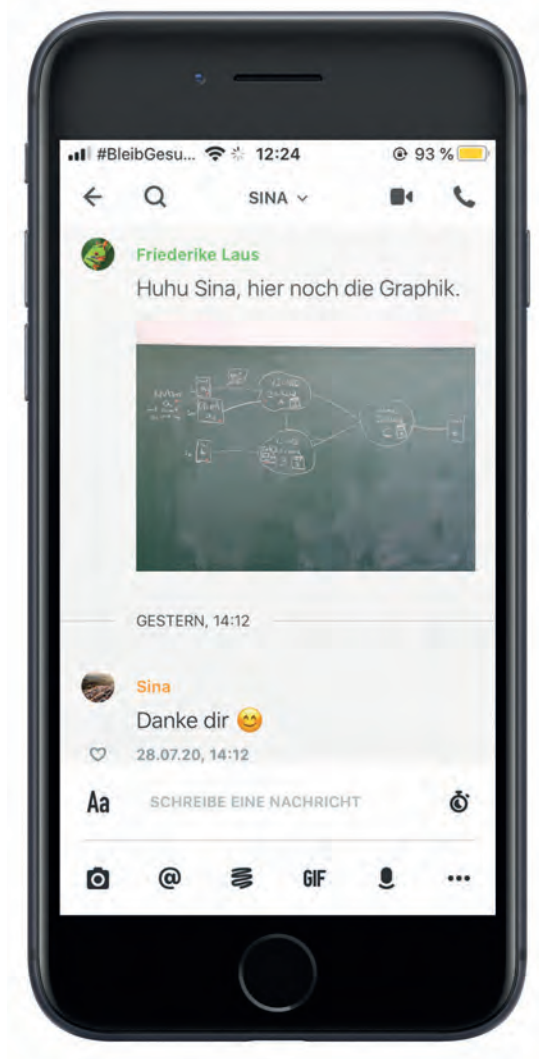 #BleibGesu... 12:24 93 %
SINA
Friederike Laus
Huhu Sina, hier noch die Graphik.
GESTERN, 14:12
Sina
Danke dir 😊
28.07.20, 14:12
Aa SCHREIBE EINE NACHRICHT
@ GIF